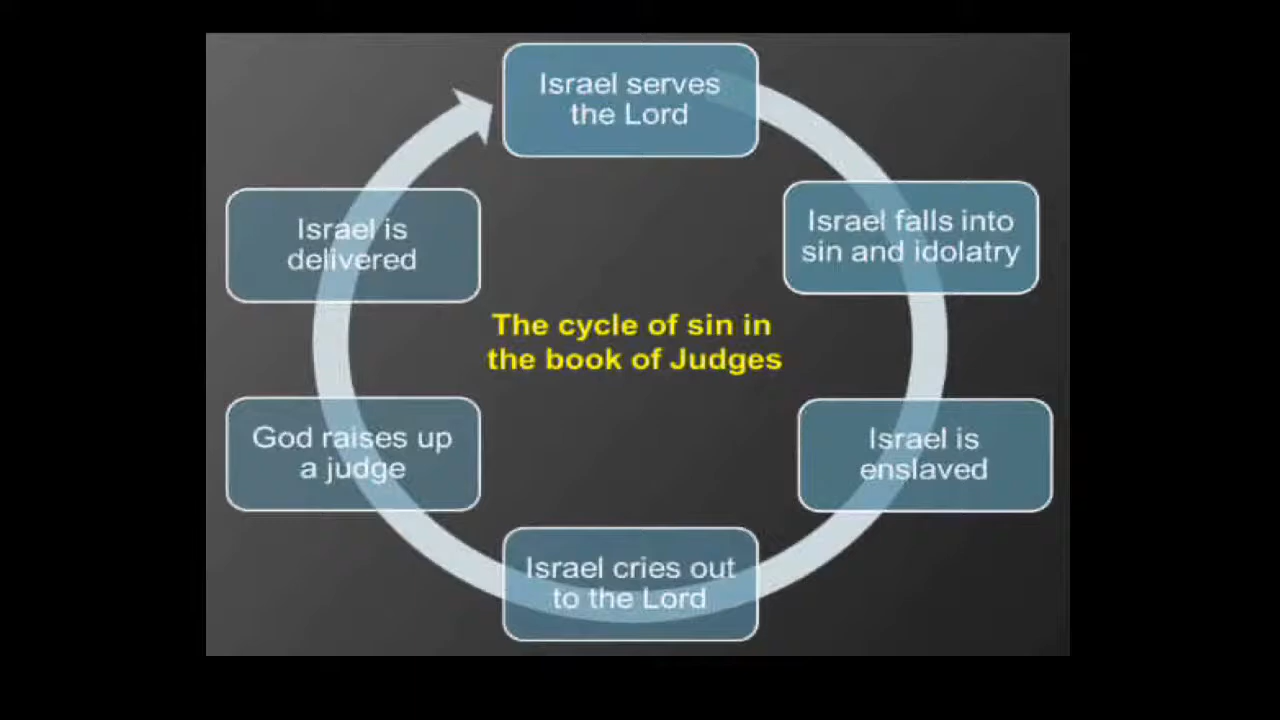 Israel serves
the Lord
Israel falls into
sin and idolatry
Israel is
enslaved
Israel cries out
to the Lord
God raises up
a judge
Israel is
delivered
The cycle of sin in
the book of Judges